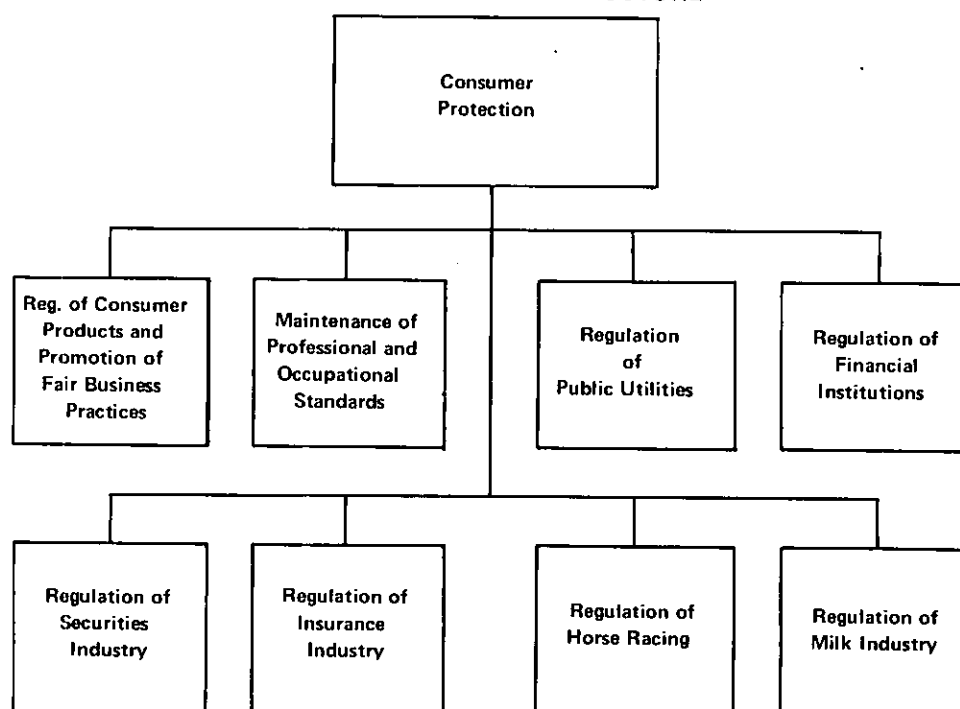 Consumer
Protection
Reg. of Consumer
Products and
Promotion of
Fair Business
Practices
Maintenance of
Professional and
Occupational
Standards
Regulation
of
Public Utilities
Regulation of
Financial
Institutions
Regulation of
Securities
Industry
Regulation of
Insurance
Industry
Regulation of
Horse Racing
Regulation of
Milk Industry